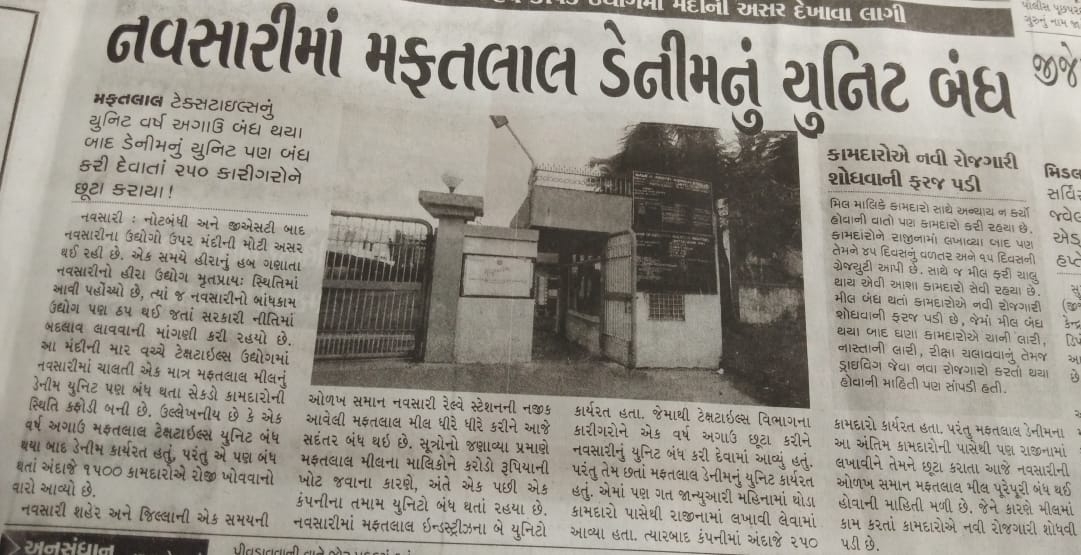 મંદીની અસર દેખાવા લાગી
નવસારીમાં મફતલાલ ડેનીમનું યુનિટ બંધ
મફતલાલ ટેક્સટાઇલ્સનું
યુનિટ વર્ષ અગાઉ બંધ થયા
બાદ ડેનીમનું યુનિટ પણ બંધ
કરી દેવાતાં ૨૫૦ કારીગરોને
છૂટા કરાયા !
નવસારી : નોટબંધી અને જીએસટી બાદ
નવસારીના ઉદ્યોગો ઉપર મંદીની મોટી અસર
થઈ રહી છે. એક સમયે હીરાનું હબ ગણાતા
નવસારીનો હીરા ઉદ્યોગ મૃતપ્રાયઃ સ્થિતિમાં
આવી પહોંચ્યો છે, ત્યાં જ નવસારીનો બાંધકામ
ઉદ્યોગ પણ ઠપ થઈ જતાં સરકારી નીતિમાં
બદલાવ લાવવાની માંગણી કરી રહયો છે.
આ મંદીની માર વચ્ચે ટેક્ષટાઇલ્સ ઉદ્યોગમાં
નવસારીમાં ચાલતી એક માત્ર મફતલાલ મીલનું
ડેનીમ યુનિટ પણ બંધ થતા સેકડો કામદારોની
સ્થિતિ કફોડી બની છે. ઉલ્લેખનીય છે કે એક
વર્ષ અગાઉ મફતલાલ ટેક્ષટાઇલ્સ યુનિટ બંધ
થયા બાદ ડેનીમ કાર્યરત હતું, પરંતુ એ પણ બંધ
થતાં અંદાજે ૧૫૦૦ કામદારોએ રોજી ખોવવાનો
વારો આવ્યો છે.
નવસારી શહેર અને જિલ્લાની એક સમયની
ઓળખ સમાન નવસારી રેલ્વે સ્ટેશનની નજીક
આવેલી મફતલાલ મીલ ધીરે ધીરે કરીને આજે
સદંતર બંધ થઈ છે. સૂત્રોનો જણાવ્યા પ્રમાણે
મફતલાલ મીલના માલિકોને કરોડો રૂપિયાની
ખોટ જવાના કારણે, અંતે એક પછી એક
કંપનીના તમામ યુનિટો બંધ થતાં રહયા છે.
નવસારીમાં મફતલાલ ઇન્ડસ્ટ્રીઝના બે યુનિટો
કાર્યરત હતા. જેમાથી ટેક્ષટાઇલ્સ વિભાગના
કારીગરોને એક વર્ષ અગાઉ છૂટા કરીને
નવસારીનું યુનિટ બંધ કરી દેવામાં આવ્યું હતું.
પરંતુ તેમ છતાં મફતલાલ ડેનીમનું યુનિટ કાર્યરત
હતું. એમાં પણ ગત જાન્યુઆરી મહિનામાં થોડા
કામદારો પાસેથી રાજીનામાં લખાવી લેવામાં
આવ્યા હતા. ત્યારબાદ કંપનીમાં અંદાજે ૨૫૦
કામદારોએ નવી રોજગારી
શોધવાની ફરજ પડી
મિલ માલિકે કામદારો સાથે અન્યાય ન કર્યો
હોવાની વાતો પણ કામદારો કરી રહ્યા છે.
કામદારોને રાજીનામાં લખાવ્યા બાદ પણ
તેમને ૪૫ દિવસનું વળતર અને ૧૫ દિવસની
ગ્રેજયુટી આપી છે. સાથે જ મીલ ફરી ચાલુ
થાય એવી આશા કામદારો સેવી રહ્યા છે.
મીલ બંધ થતાં કામદારોએ નવી રોજગારી
શોધવાની ફરજ પડી છે, જેમાં મીલ બંધ
થયા બાદ ઘણા કામદારોએ ચાની લારી,
નાસ્તાની લારી, રીક્ષા ચલાવવાનું તેમજ
ડ્રાઇવિંગ જેવા નવા રોજગારો કરતાં થયા
હોવાની માહિતી પણ સાંપડી હતી.
કામદારો કાર્યરત હતા. પરંતુ મફતલાલ ડેનમના
આ અંતિમ કામદારોની પાસેથી પણ રાજીનામા
લખાવીને તેમને છૂટા કરાતા આજે નવસારીની
ઓળખ સમાન મફતલાલ મીલ પૂરેપૂરી બંધ થઈ
હોવાની માહિતી મળી છે. જેને કારણે મીલમાં
કામ કરતાં કામદારોએ નવી રોજગારી શોધવી
પડી છે.
અનુસંધાન
જીજે
મિડલ
સર્વિ
જવેલ
એડ
હપ્તે